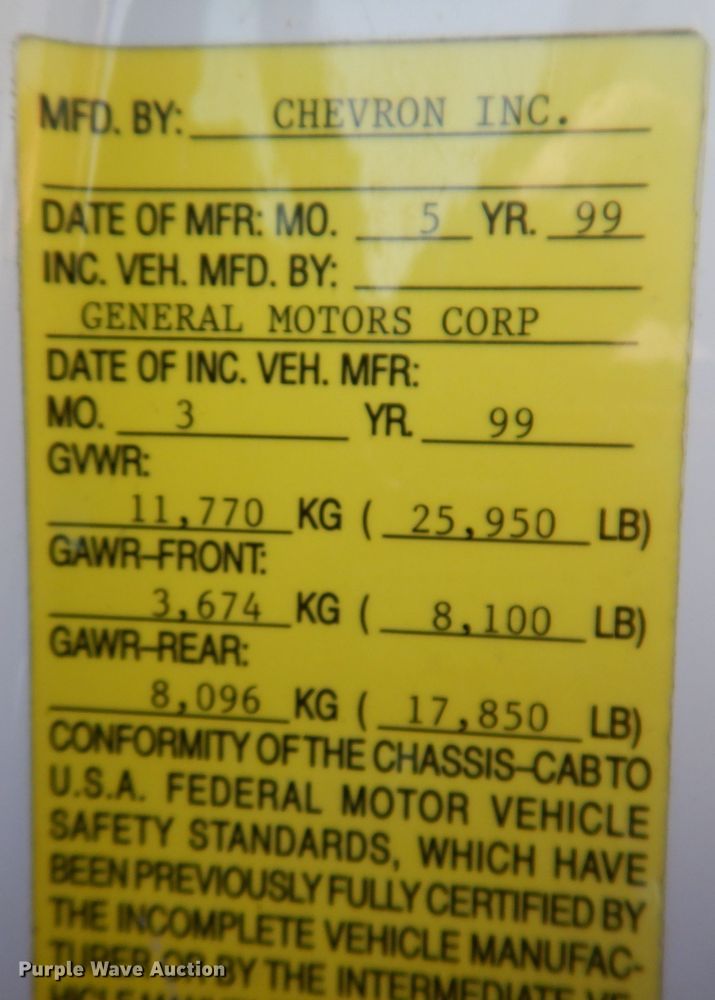 MFD. BY: CHEVRON INC.
DATE OF MFR: MO. 5 YR. 99
INC. VEH. MFD. BY:
GENERAL MOTORS CORP
DATE OF INC. VEH. MFR:
MO. 3 YR. 99
GVWR:
11,770 KG ( 25,950 LB)
GAWR-FRONT:
3,674 KG ( 8,100 LB)
GAWR-REAR:
8,096 KG ( 17,850 LB)
CONFORMITY OF THE CHASSIS-CAB TO
U.S.A. FEDERAL MOTOR VEHICLE
SAFETY STANDARDS, WHICH HAVE
BEEN PREVIOUSLY FULLY CERTIFIED BY
THE INCOMPLETE VEHICLE MANUFAC-
BY THE INTERMEDIATE
Purple Wave Auction